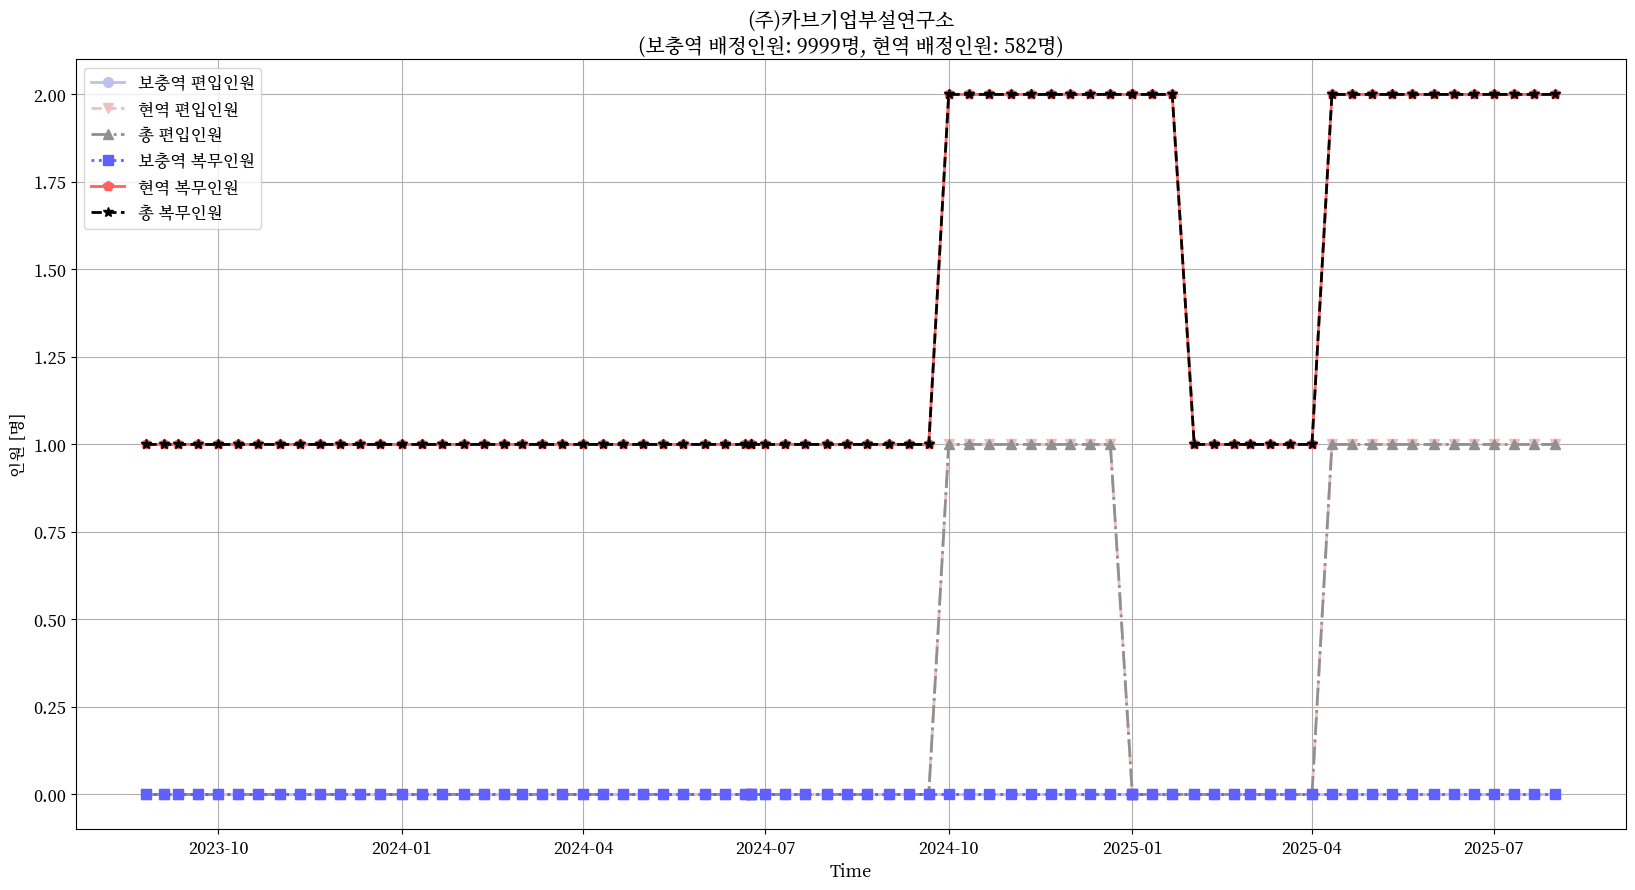 (주)카브기업부설연구소
(보충역 배정인원: 9999명, 현역 배정인원: 582명)
보충역 편입인원
현역 편입인원
총 편입인원
보충역 복무인원
현역 복무인원
총 복무인원
2.00
1.75
1.50
1.25
1.00
0.75
0.50
0.25
0.00
인원 [명]
2023-10 2024-01 2024-04 2024-07 2024-10 2025-01 2025-04 2025-07
Time